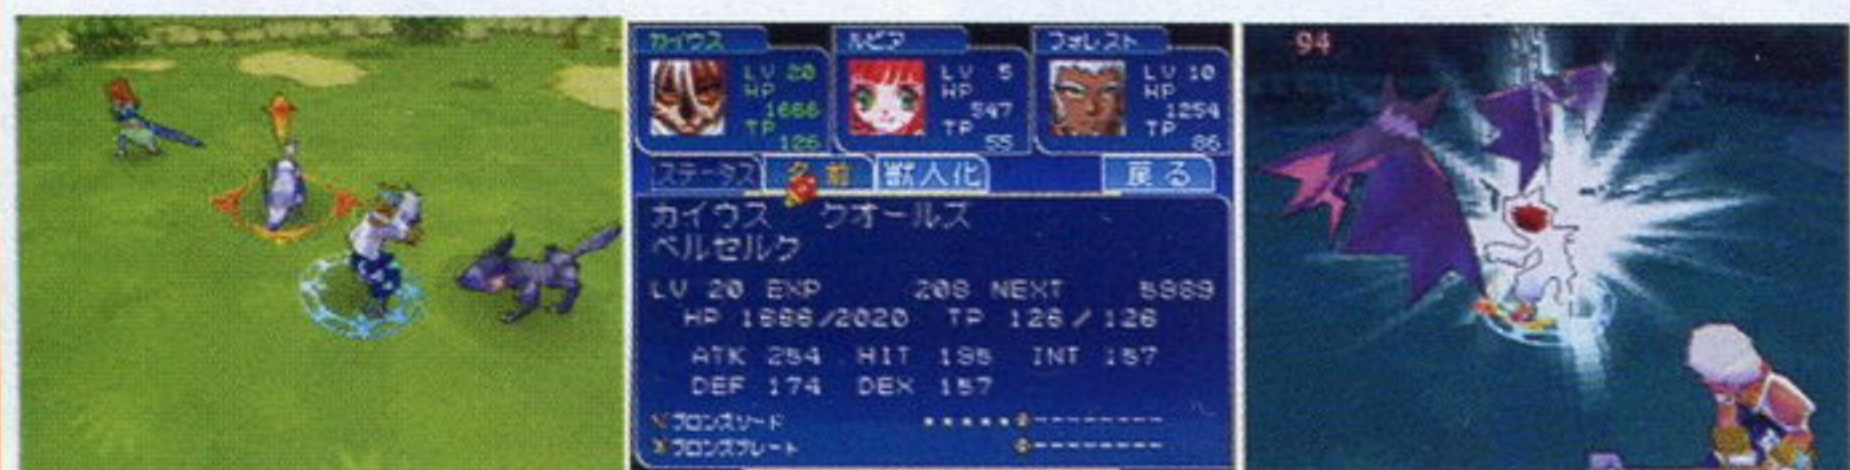 カイウス
LV 20
HP
1666
TP
126
ルビア
LV 5
HP
547
TP
55
フォレスト
LV 10
HP
1254
TP
86
ステータス 名前 獣人化 戻る
カイウス クオールズ
ベルセルク
LV 20 EXP 208 NEXT 5989
HP 1666/2020 TP 126/126
ATK 254 HIT 195 INT 157
DEF 174 DEX 157
ブロンズソード
ブロンズプレート
94